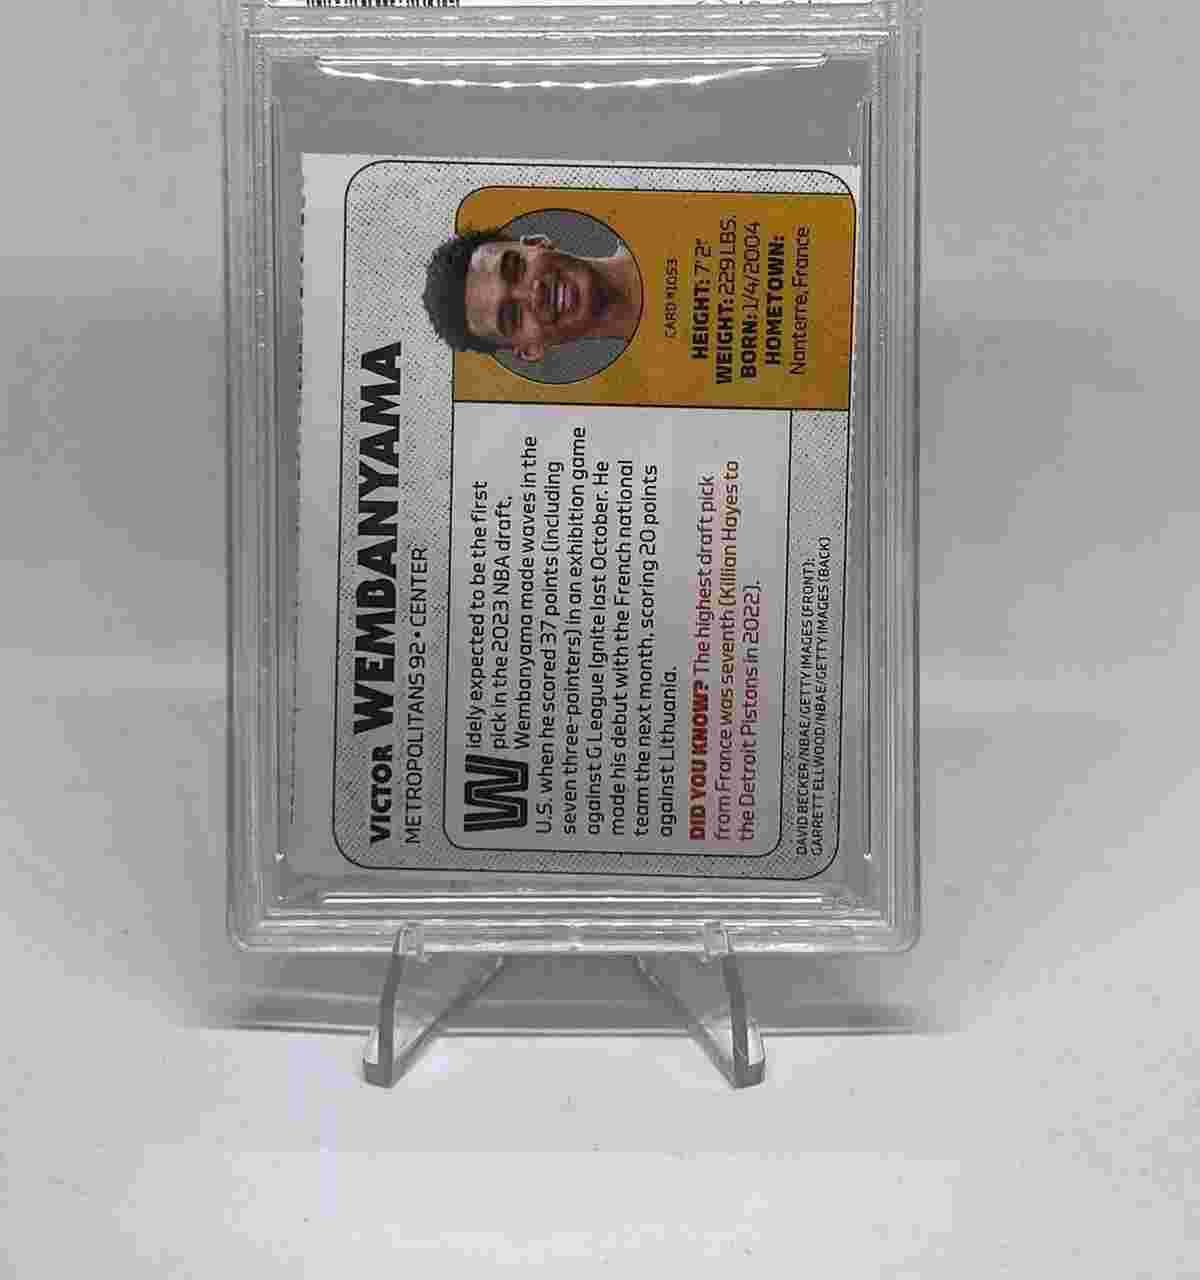 VICTOR WEMBANYAMA
METROPOLITANS 92 • CENTER
Widely expected to be the first
pick in the 2023 NBA draft,
Wembanyama made waves in the
U.S. when he scored 37 points (including
seven three-pointers) in an exhibition game
against G League Ignite last October. He
made his debut with the French national
team the next month, scoring 20 points
against Lithuania.
DID YOU KNOW? The highest draft pick
from France was seventh (Killian Hayes to
the Detroit Pistons in 2022).
CARD #1053
HEIGHT: 7'2"
WEIGHT: 229 LBS.
BORN: 1/4/2004
HOMETOWN:
Nanterre, France
DAVID BECKER/NBAE/GETTY IMAGES (FRONT);
GARRETT ELLWOOD/NBAE/GETTY IMAGES (BACK)